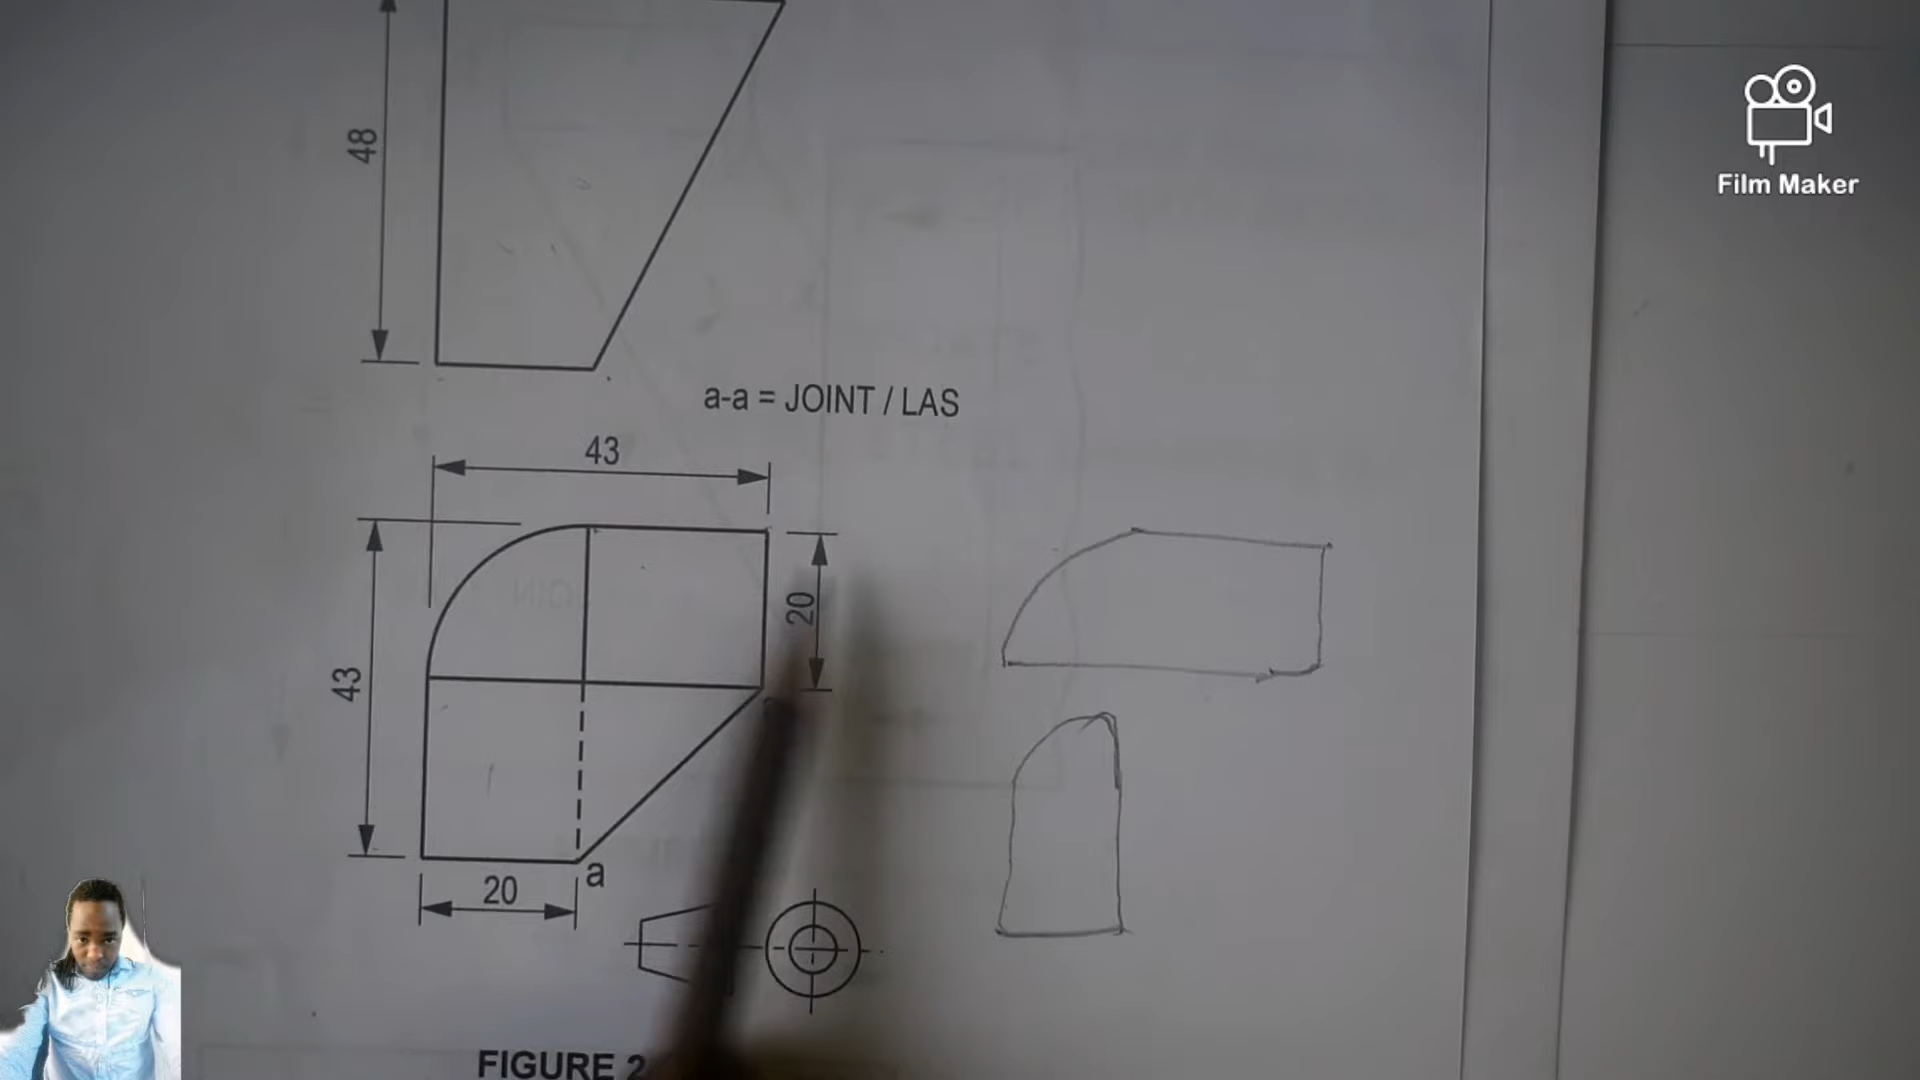 48
Film Maker
a-a = JOINT / LAS
43
20
43
a
20
FIGURE 2